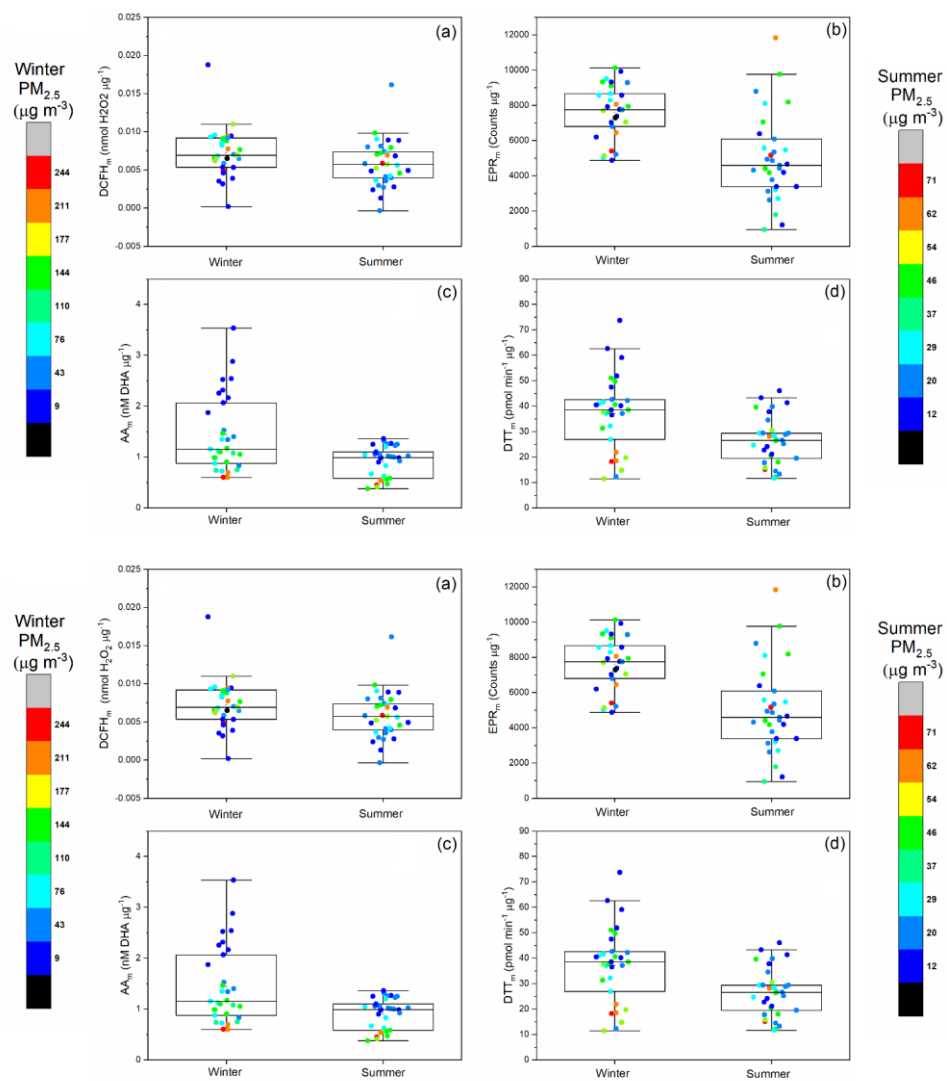 Winter
PM2.5
(µg m-3)
244
211
177
144
110
76
43
9
(a)
0.025
0.020
0.015
0.010
0.005
0.000
-0.005
DCFHm (nmol H2O2 µg-1)
Winter
Summer
(b)
12000
10000
8000
6000
4000
2000
0
EPRm (Counts µg-1)
Winter
Summer
Summer
PM2.5
(µg m-3)
71
62
54
46
37
29
20
12
(c)
4
3
2
1
0
AAm (nM DHA µg-1)
Winter
Summer
(d)
90
80
70
60
50
40
30
20
10
0
DTTm (pmol min-1 µg-1)
Winter
Summer
Winter
PM2.5
(µg m-3)
244
211
177
144
110
76
43
9
(a)
0.025
0.020
0.015
0.010
0.005
0.000
-0.005
DCFHm (nmol H2O2 µg-1)
Winter
Summer
(b)
12000
10000
8000
6000
4000
2000
0
EPRm (Counts µg-1)
Winter
Summer
Summer
PM2.5
(µg m-3)
71
62
54
46
37
29
20
12
(c)
4
3
2
1
0
AAm (nM DHA µg-1)
Winter
Summer
(d)
90
80
70
60
50
40
30
20
10
0
DTTm (pmol min-1 µg-1)
Winter
Summer